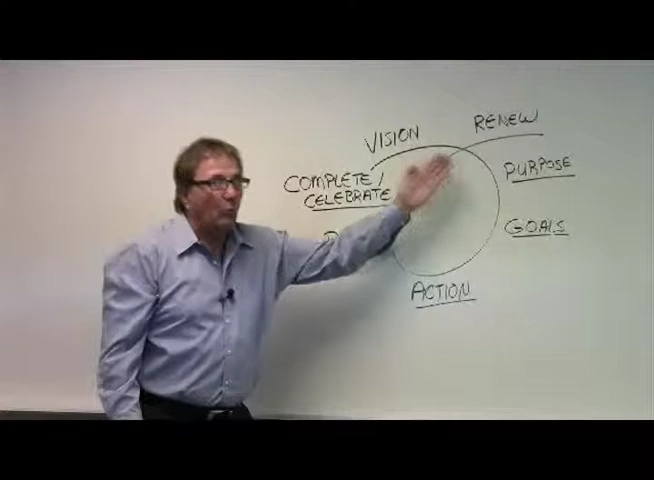 VISION
RENEW
PURPOSE
COMPLETE/
CELEBRATE
GOALS
ACTION